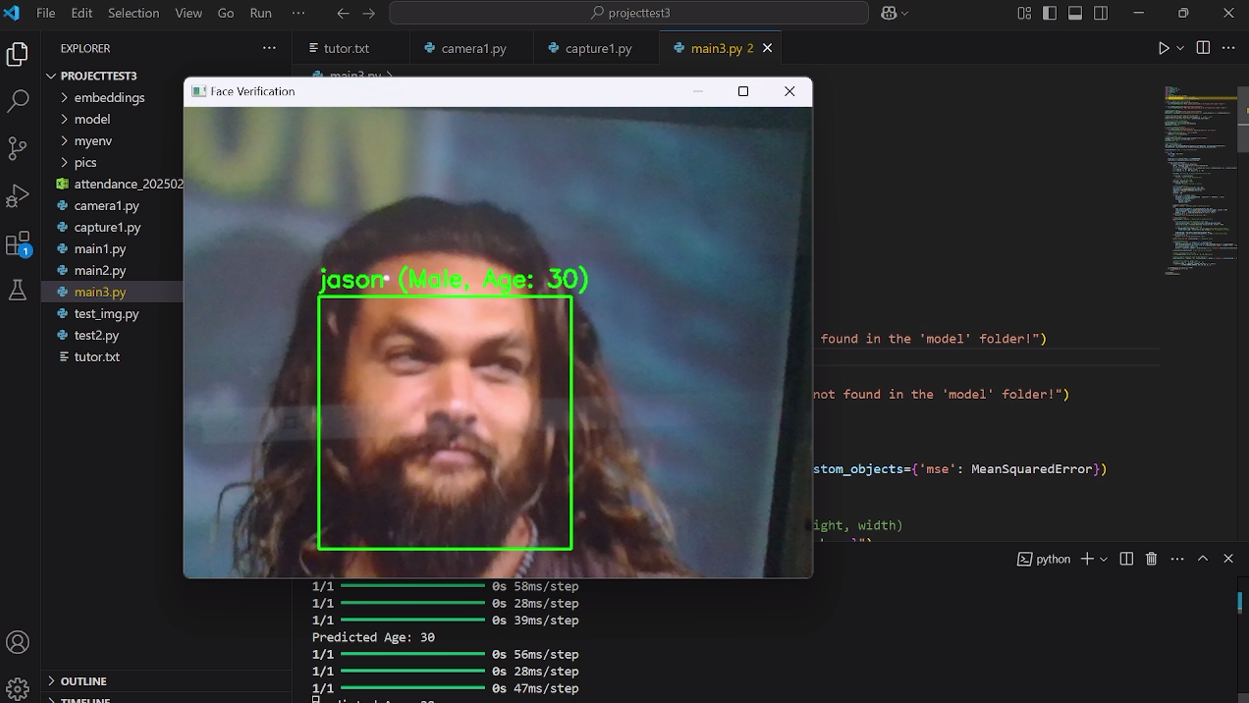 File Edit Selection View Go Run ··· projecttest3
EXPLORER ···
tutor.txt camera1.py capture1.py main3.py 2
PROJECTTEST3
embeddings
model
myenv
pics
attendance_202502
camera1.py
capture1.py
main1.py
main2.py
main3.py
test_img.py
test2.py
tutor.txt
OUTLINE
TIMELINE
1
main3.py >
Face Verification
ON
jason (Male, Age: 30)
found in the 'model' folder!")
not found in the 'model' folder!")
stom_objects={'mse': MeanSquaredError})
ight, width)
python
1/1 0s 58ms/step
1/1 0s 28ms/step
1/1 0s 39ms/step
Predicted Age: 30
1/1 0s 56ms/step
1/1 0s 28ms/step
1/1 0s 47ms/step